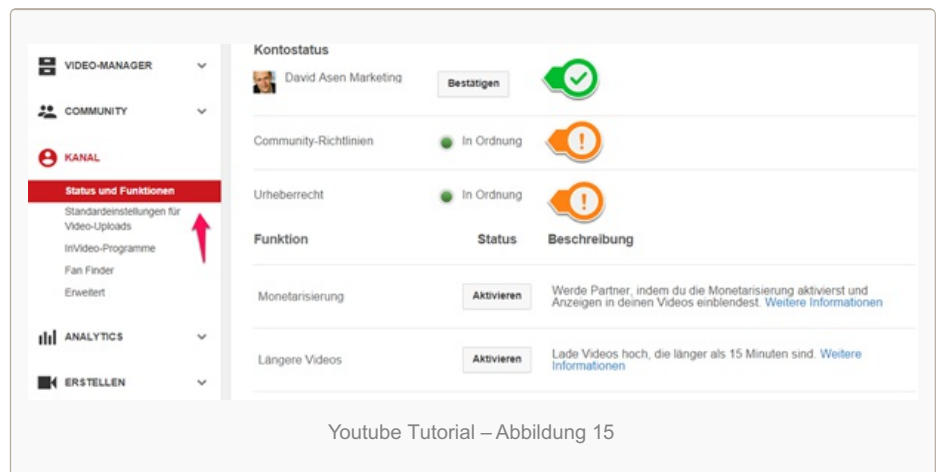 VIDEO-MANAGER
COMMUNITY
KANAL
Status und Funktionen
Standardeinstellungen für
Video-Uploads
InVideo-Programme
Fan Finder
Erweitert
ANALYTICS
ERSTELLEN
Kontostatus
David Asen Marketing
Bestätigen
Community-Richtlinien In Ordnung
Urheberrecht In Ordnung
Funktion Status Beschreibung
Monetarisierung Aktivieren
Werde Partner, indem du die Monetarisierung aktivierst und
Anzeigen in deinen Videos einblendest. Weitere Informationen
Längere Videos Aktivieren
Lade Videos hoch, die länger als 15 Minuten sind. Weitere
Informationen
Youtube Tutorial – Abbildung 15